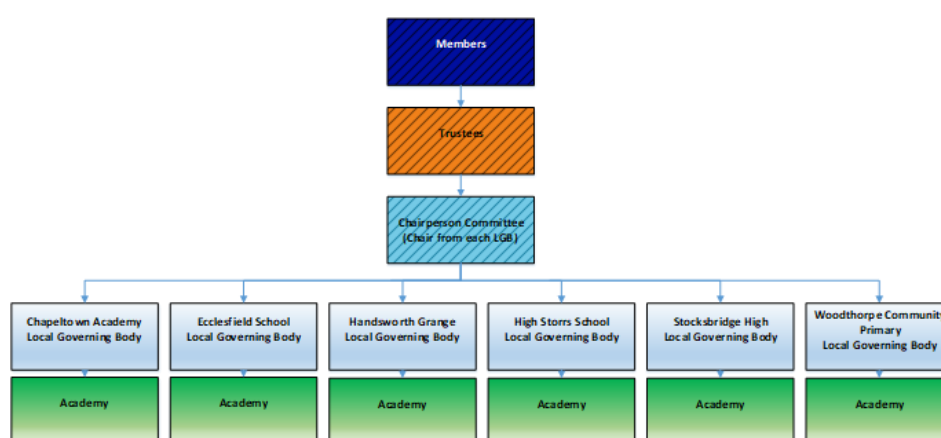 Members
Trustees
Chairperson Committee
(Chair from each LGB)
Chapeltown Academy
Local Governing Body
Ecclesfield School
Local Governing Body
Handsworth Grange
Local Governing Body
High Storrs School
Local Governing Body
Stocksbridge High
Local Governing Body
Woodthorpe Community
Primary
Local Governing Body
Academy
Academy
Academy
Academy
Academy
Academy